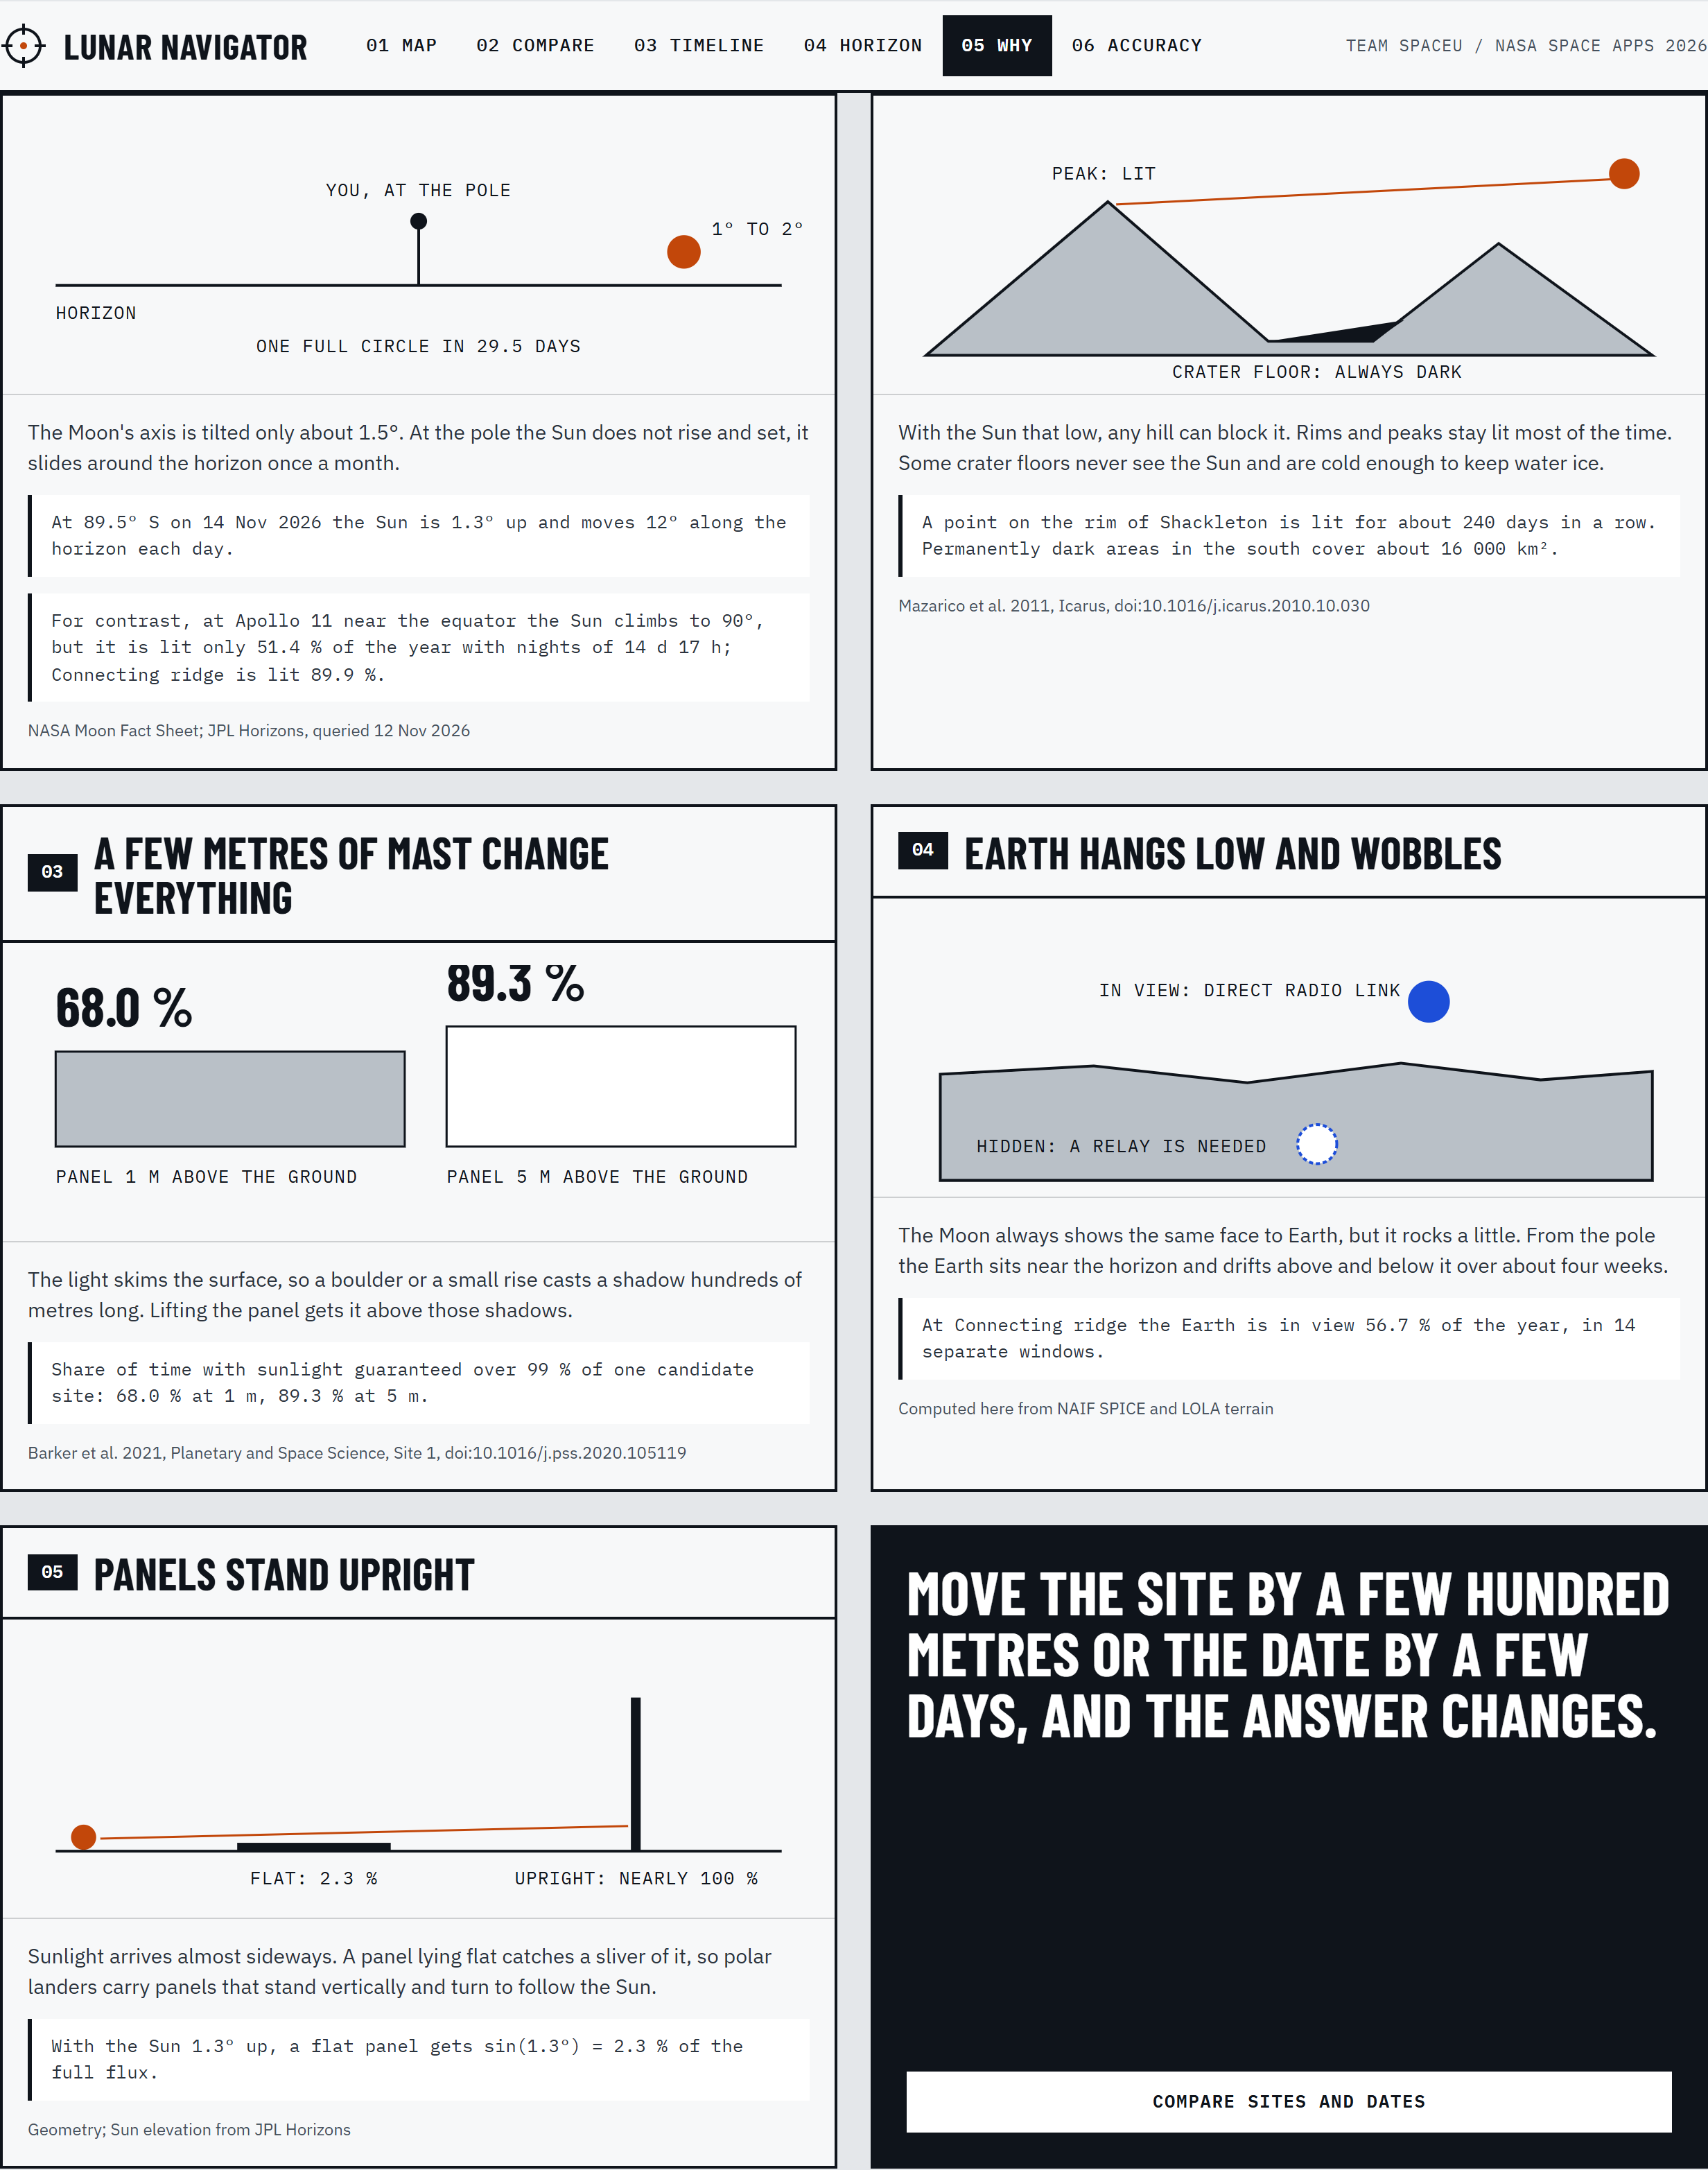 LUNAR NAVIGATOR
01 MAP
02 COMPARE
03 TIMELINE
04 HORIZON
05 WHY
06 ACCURACY
TEAM SPACEU / NASA SPACE APPS 2026
YOU, AT THE POLE
1° TO 2°
HORIZON
ONE FULL CIRCLE IN 29.5 DAYS
The Moon's axis is tilted only about 1.5°. At the pole the Sun does not rise and set, it
slides around the horizon once a month.
At 89.5° S on 14 Nov 2026 the Sun is 1.3° up and moves 12° along the
horizon each day.
For contrast, at Apollo 11 near the equator the Sun climbs to 90°,
but it is lit only 51.4 % of the year with nights of 14 d 17 h;
Connecting ridge is lit 89.9 %.
NASA Moon Fact Sheet; JPL Horizons, queried 12 Nov 2026
PEAK: LIT
CRATER FLOOR: ALWAYS DARK
With the Sun that low, any hill can block it. Rims and peaks stay lit most of the time.
Some crater floors never see the Sun and are cold enough to keep water ice.
A point on the rim of Shackleton is lit for about 240 days in a row.
Permanently dark areas in the south cover about 16 000 km².
Mazarico et al. 2011, Icarus, doi:10.1016/j.icarus.2010.10.030
03
A FEW METRES OF MAST CHANGE
EVERYTHING
68.0 %
89.3 %
PANEL 1 M ABOVE THE GROUND
PANEL 5 M ABOVE THE GROUND
The light skims the surface, so a boulder or a small rise casts a shadow hundreds of
metres long. Lifting the panel gets it above those shadows.
Share of time with sunlight guaranteed over 99 % of one candidate
site: 68.0 % at 1 m, 89.3 % at 5 m.
Barker et al. 2021, Planetary and Space Science, Site 1, doi:10.1016/j.pss.2020.105119
04
EARTH HANGS LOW AND WOBBLES
IN VIEW: DIRECT RADIO LINK
HIDDEN: A RELAY IS NEEDED
The Moon always shows the same face to Earth, but it rocks a little. From the pole
the Earth sits near the horizon and drifts above and below it over about four weeks.
At Connecting ridge the Earth is in view 56.7 % of the year, in 14
separate windows.
Computed here from NAIF SPICE and LOLA terrain
05
PANELS STAND UPRIGHT
FLAT: 2.3 %
UPRIGHT: NEARLY 100 %
Sunlight arrives almost sideways. A panel lying flat catches a sliver of it, so polar
landers carry panels that stand vertically and turn to follow the Sun.
With the Sun 1.3° up, a flat panel gets sin(1.3°) = 2.3 % of the
full flux.
Geometry; Sun elevation from JPL Horizons
MOVE THE SITE BY A FEW HUNDRED
METRES OR THE DATE BY A FEW
DAYS, AND THE ANSWER CHANGES.
COMPARE SITES AND DATES